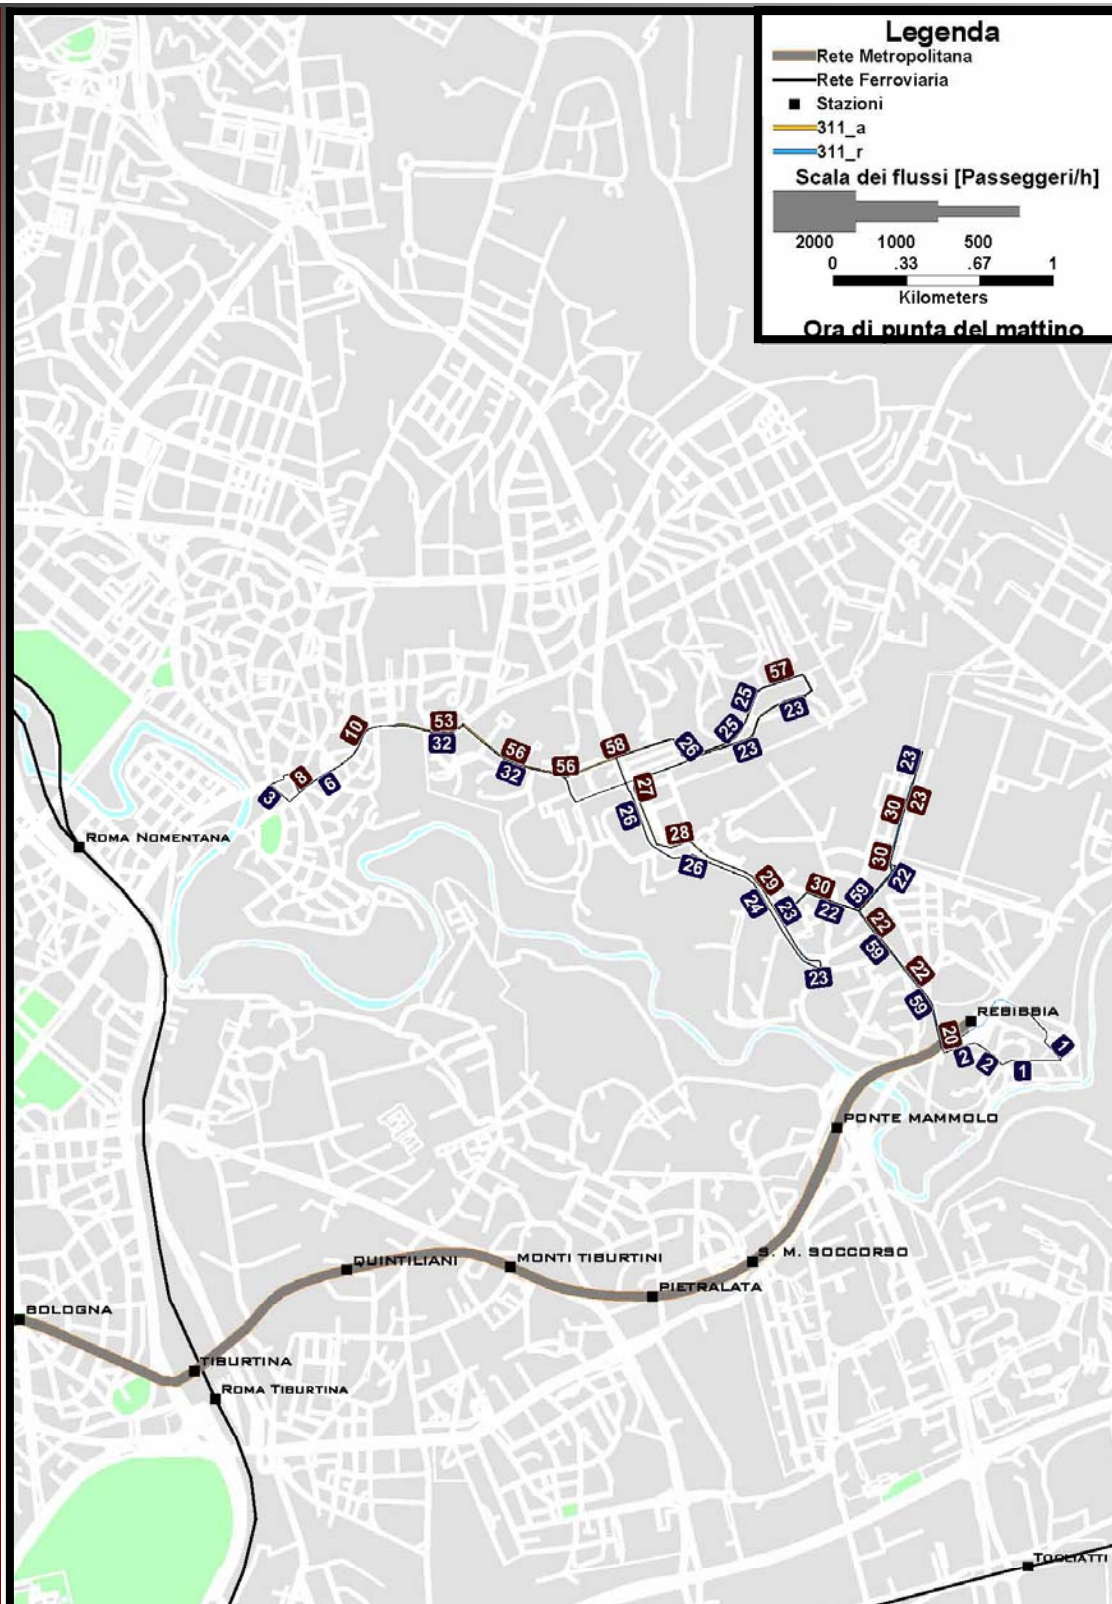 Legenda
Rete Metropolitana
Rete Ferroviaria
Stazioni
311_a
311_r
Scala dei flussi [Passeggeri/h]
2000 1000 500
0 .33 .67 1
Kilometers
Ora di punta del mattino
57
25
23
10
53
32
58
26
25
23
56
32
56
23
8
6
3
27
26
30
23
ROMA NOMENTANA
28
26
30
22
29
24
23
30
22
59
22
59
23
22
59
REBIBBIA
20
2
2
1
1
PONTE MAMMOLO
S. M. SOCCORSO
QUINTILIANI
MONTI TIBURTINI
PIETRALATA
BOLOGNA
TIBURTINA
ROMA TIBURTINA
TOGLIATTI